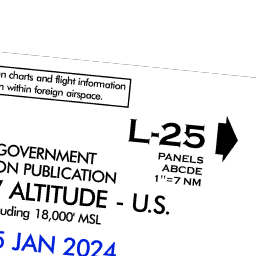 n charts and flight information
n within foreign airspace.
L-25
PANELS
ABCDE
1"=7 NM
GOVERNMENT
ON PUBLICATION
ALTITUDE - U.S.
uding 18,000' MSL
5 JAN 2024